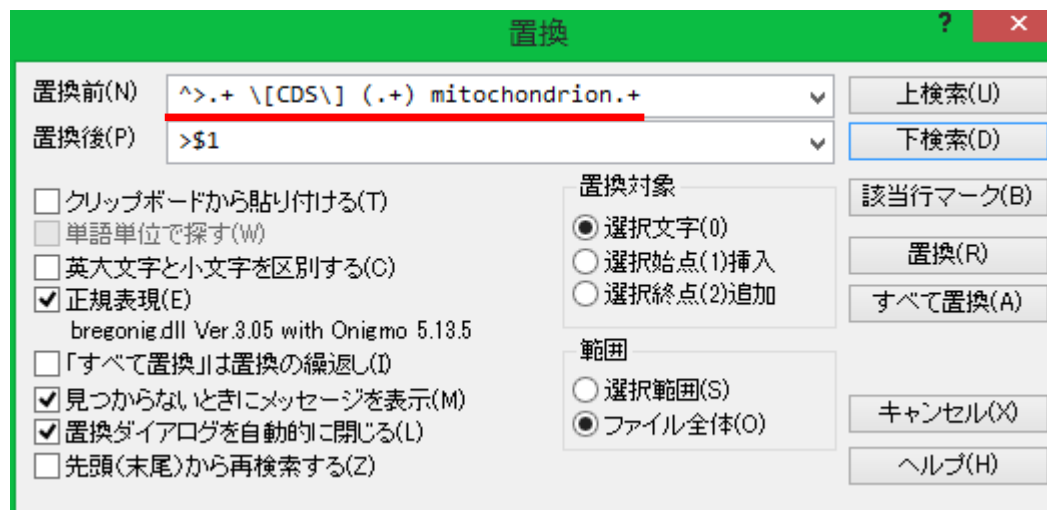 置換
? ×
置換前(N) ^>.+ \[CDS\] (.+) mitochondrion.+ 上検索(U)
置換後(P) >$1 下検索(D)
クリップボードから貼り付ける(T) 置換対象 該当行マーク(B)
単語単位で探す(W) 選択文字(0)
英大文字と小文字を区別する(C) 選択始点(1)挿入 置換(R)
正規表現(E) 選択終点(2)追加 すべて置換(A)
bregonig.dll Ver.3.05 with Onigmo 5.13.5
「すべて置換」は置換の繰返し(I) 範囲
見つからないときにメッセージを表示(M) 選択範囲(S) キャンセル(X)
置換ダイアログを自動的に閉じる(L) ファイル全体(O)
先頭(末尾)から再検索する(Z) ヘルプ(H)